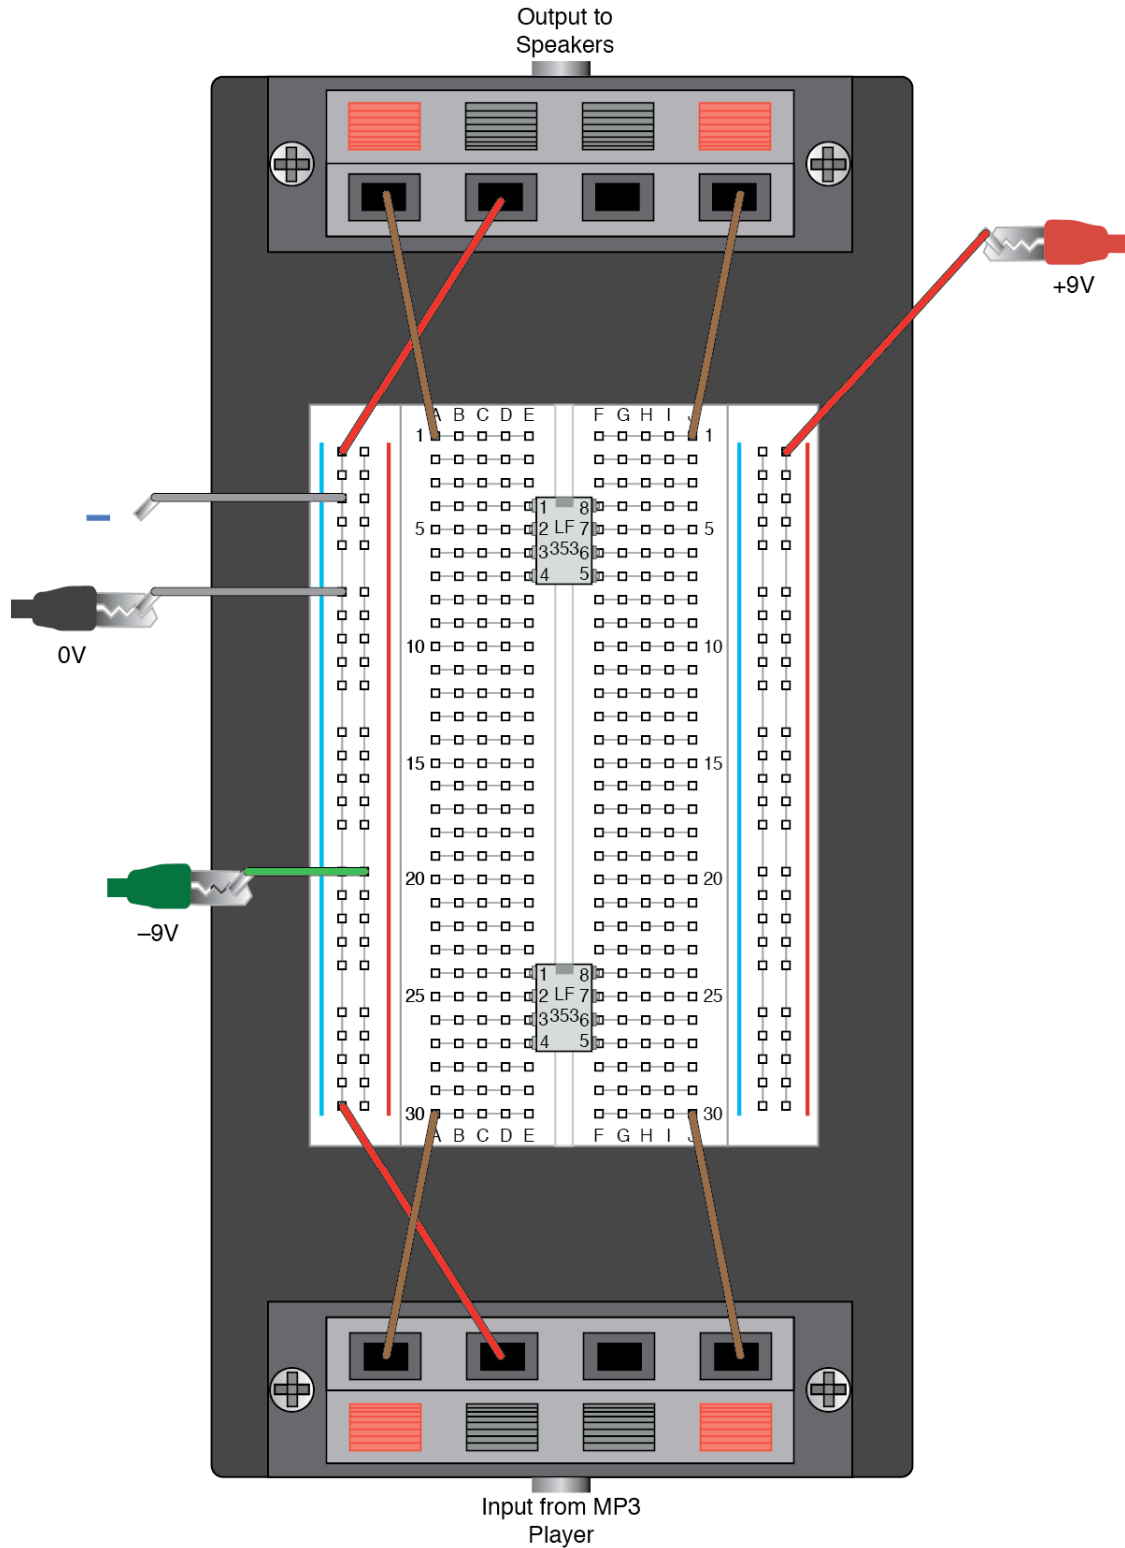 Output to
Speakers
+9V
A B C D E F G H I J
1 1
1 8
5 2 LF 7 5
3 353 6
4 5
0V
10 10
15 15
20 20
–9V
1 8
25 2 LF 7 25
3 353 6
4 5
30 30
A B C D E F G H I J
Input from MP3
Player